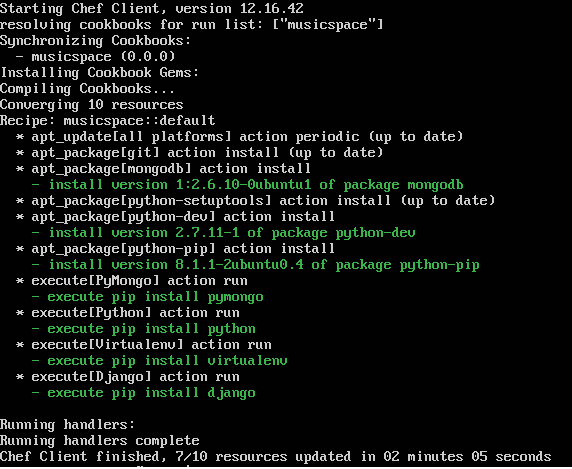 Starting Chef Client, version 12.16.42
resolving cookbooks for run list: ["musicspace"]
Synchronizing Cookbooks:
  - musicspace (0.0.0)
Installing Cookbook Gems:
Compiling Cookbooks...
Converging 10 resources
Recipe: musicspace::default
  * apt_update[all platforms] action periodic (up to date)
  * apt_package[git] action install (up to date)
  * apt_package[mongodb] action install
    - install version 1:2.6.10-0ubuntu1 of package mongodb
  * apt_package[python-setuptools] action install (up to date)
  * apt_package[python-dev] action install
    - install version 2.7.11-1 of package python-dev
  * apt_package[python-pip] action install
    - install version 8.1.1-2ubuntu0.4 of package python-pip
  * execute[PyMongo] action run
    - execute pip install pymongo
  * execute[Python] action run
    - execute pip install python
  * execute[Virtualenv] action run
    - execute pip install virtualenv
  * execute[Django] action run
    - execute pip install django

Running handlers:
Running handlers complete
Chef Client finished, 7/10 resources updated in 02 minutes 05 seconds